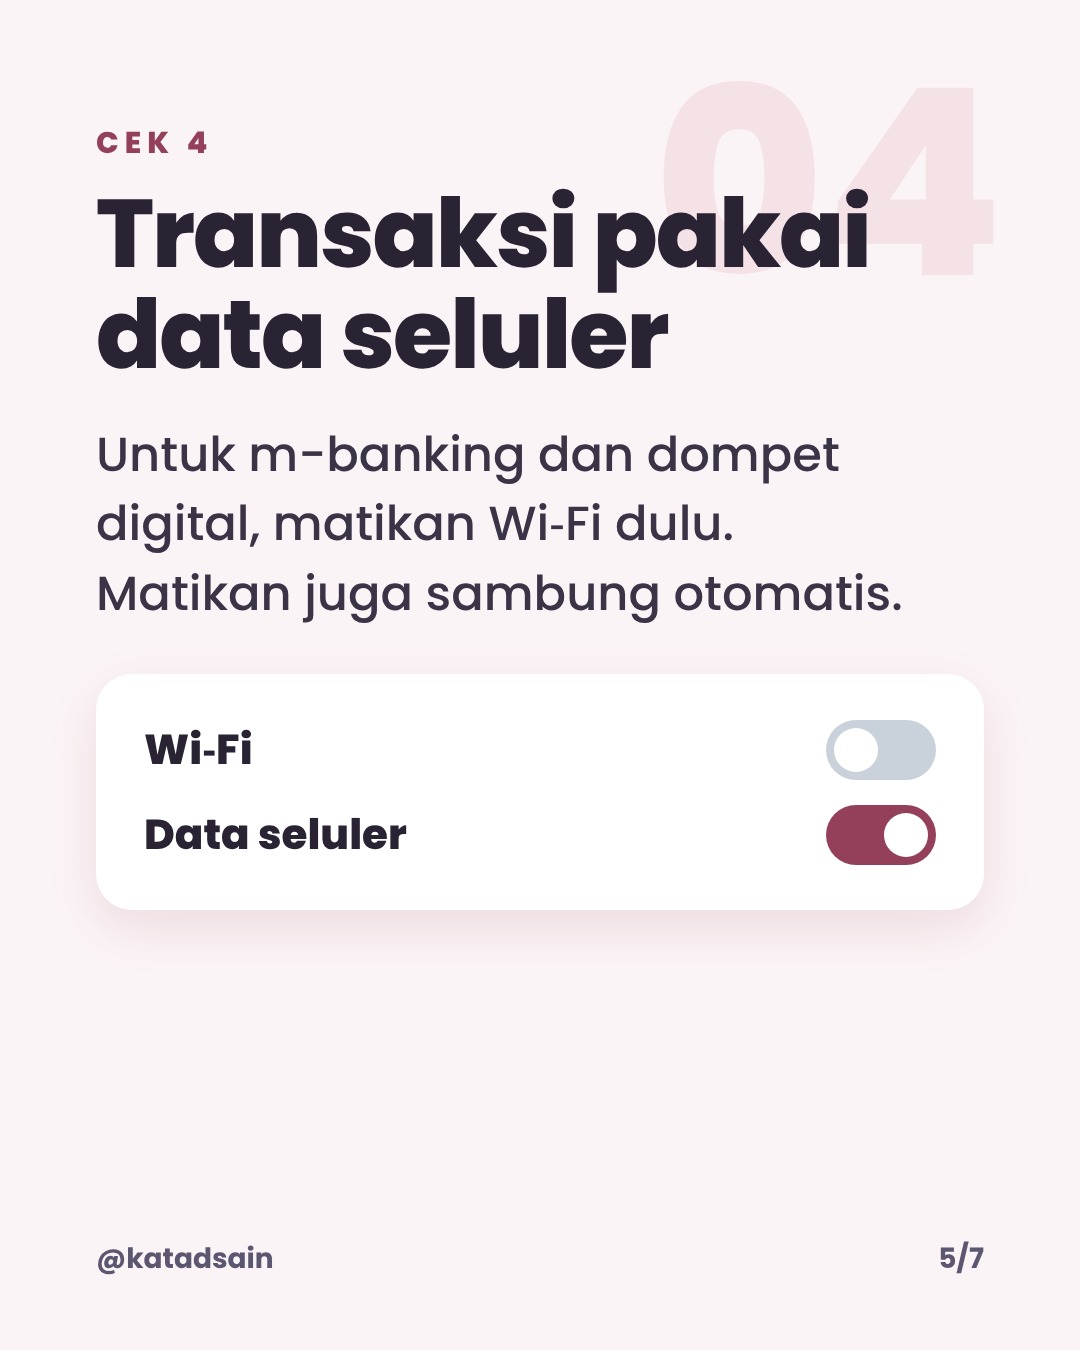 04
CEK 4
Transaksi pakai
data seluler
Untuk m-banking dan dompet
digital, matikan Wi-Fi dulu.
Matikan juga sambung otomatis.
Wi-Fi
Data seluler
@katadsain
5/7